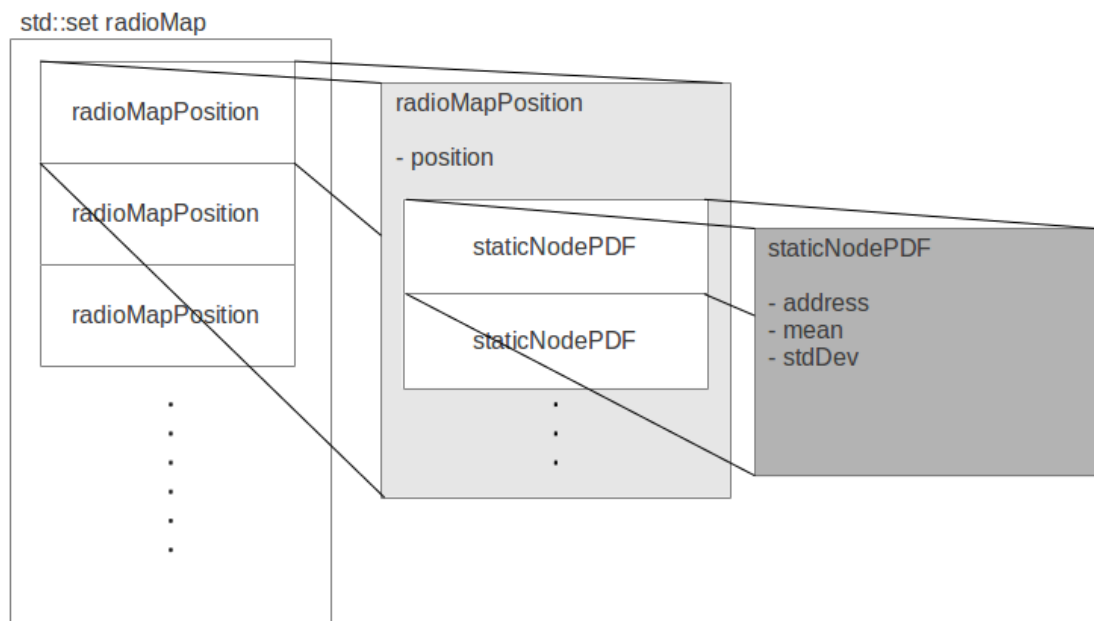 std::set radioMap
radioMapPosition
radioMapPosition
radioMapPosition
radioMapPosition
- position
staticNodePDF
staticNodePDF
staticNodePDF
- address
- mean
- stdDev